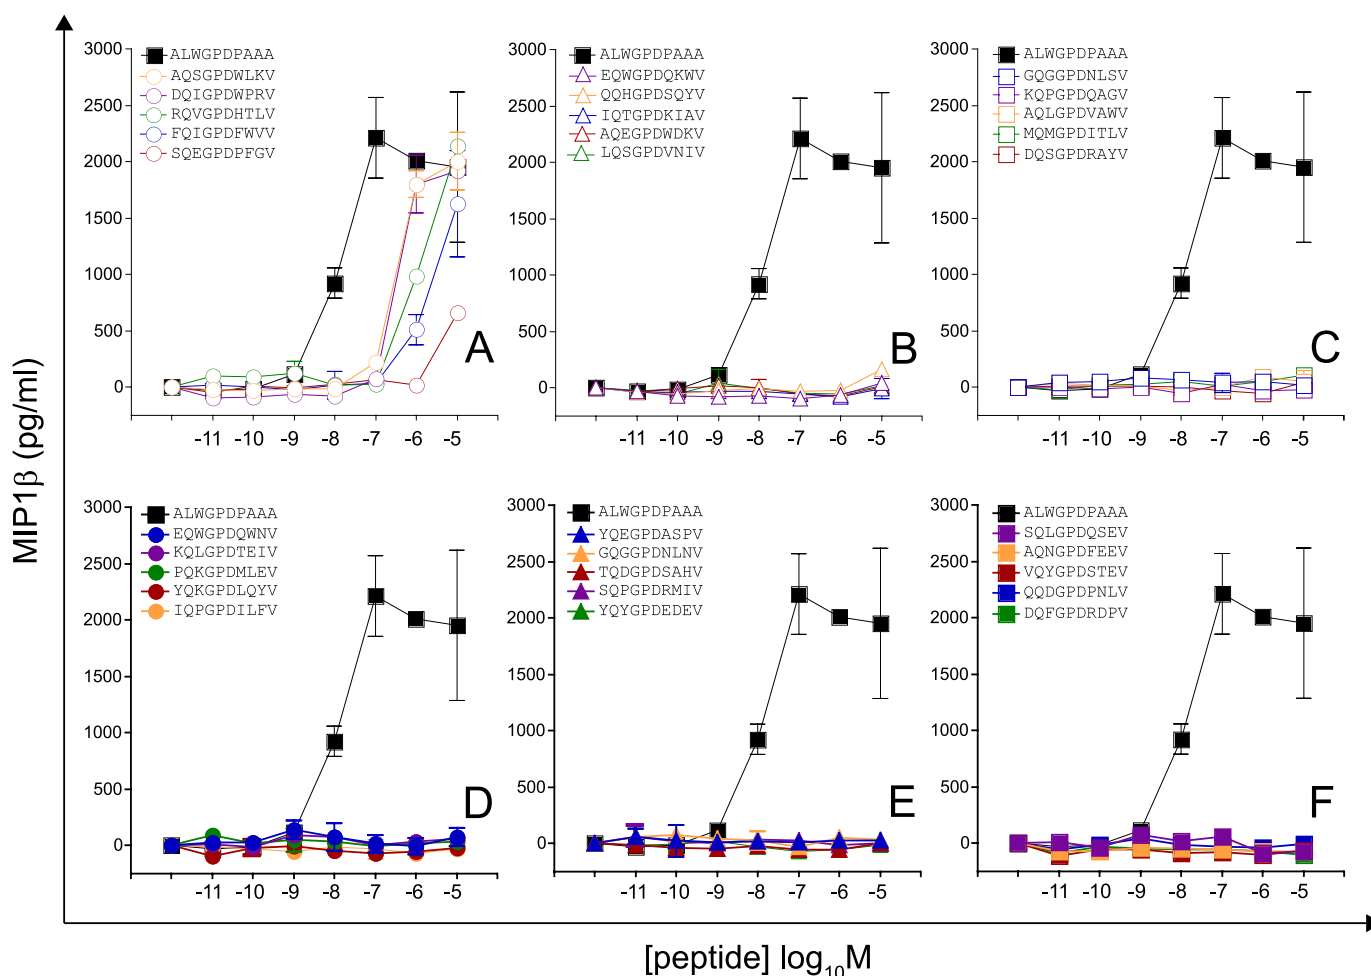 MIP1β (pg/ml)
3000
2500
2000
1500
1000
500
0
ALWGPDPAAA
AQSGPDWLKV
DQIGPDWPRV
RQVGPDHTLV
FQIGPDFWVV
SQEGPDPFGV
A
-11 -10 -9 -8 -7 -6 -5
3000
2500
2000
1500
1000
500
0
ALWGPDPAAA
EQWGPDQKWV
QQHGPDSQYV
IQTGPDKIAV
AQEGPDWDKV
LQSGPDVNIV
B
-11 -10 -9 -8 -7 -6 -5
3000
2500
2000
1500
1000
500
0
ALWGPDPAAA
GQGGPDNLSV
KQPGPDQAGV
AQLGPDVAWV
MQMGPDITLV
DQSGPDRAYV
C
-11 -10 -9 -8 -7 -6 -5
3000
2500
2000
1500
1000
500
0
ALWGPDPAAA
EQWGPDQWNV
KQLGPDTEIV
PQKGPDMLEV
YQKGPDLQYV
IQPGPDILFV
D
-11 -10 -9 -8 -7 -6 -5
3000
2500
2000
1500
1000
500
0
ALWGPDPAAA
YQEGPDASPV
GQGGPDNLNV
TQDGPDSAHV
SQPGPDRMIV
YQYGPDEDEV
E
-11 -10 -9 -8 -7 -6 -5
3000
2500
2000
1500
1000
500
0
ALWGPDPAAA
SQLGPDQSEV
AQNGPDFEEV
VQYGPDSTEV
QQDGPDPNLV
DQFGPDRDPV
F
-11 -10 -9 -8 -7 -6 -5
[peptide] log10M